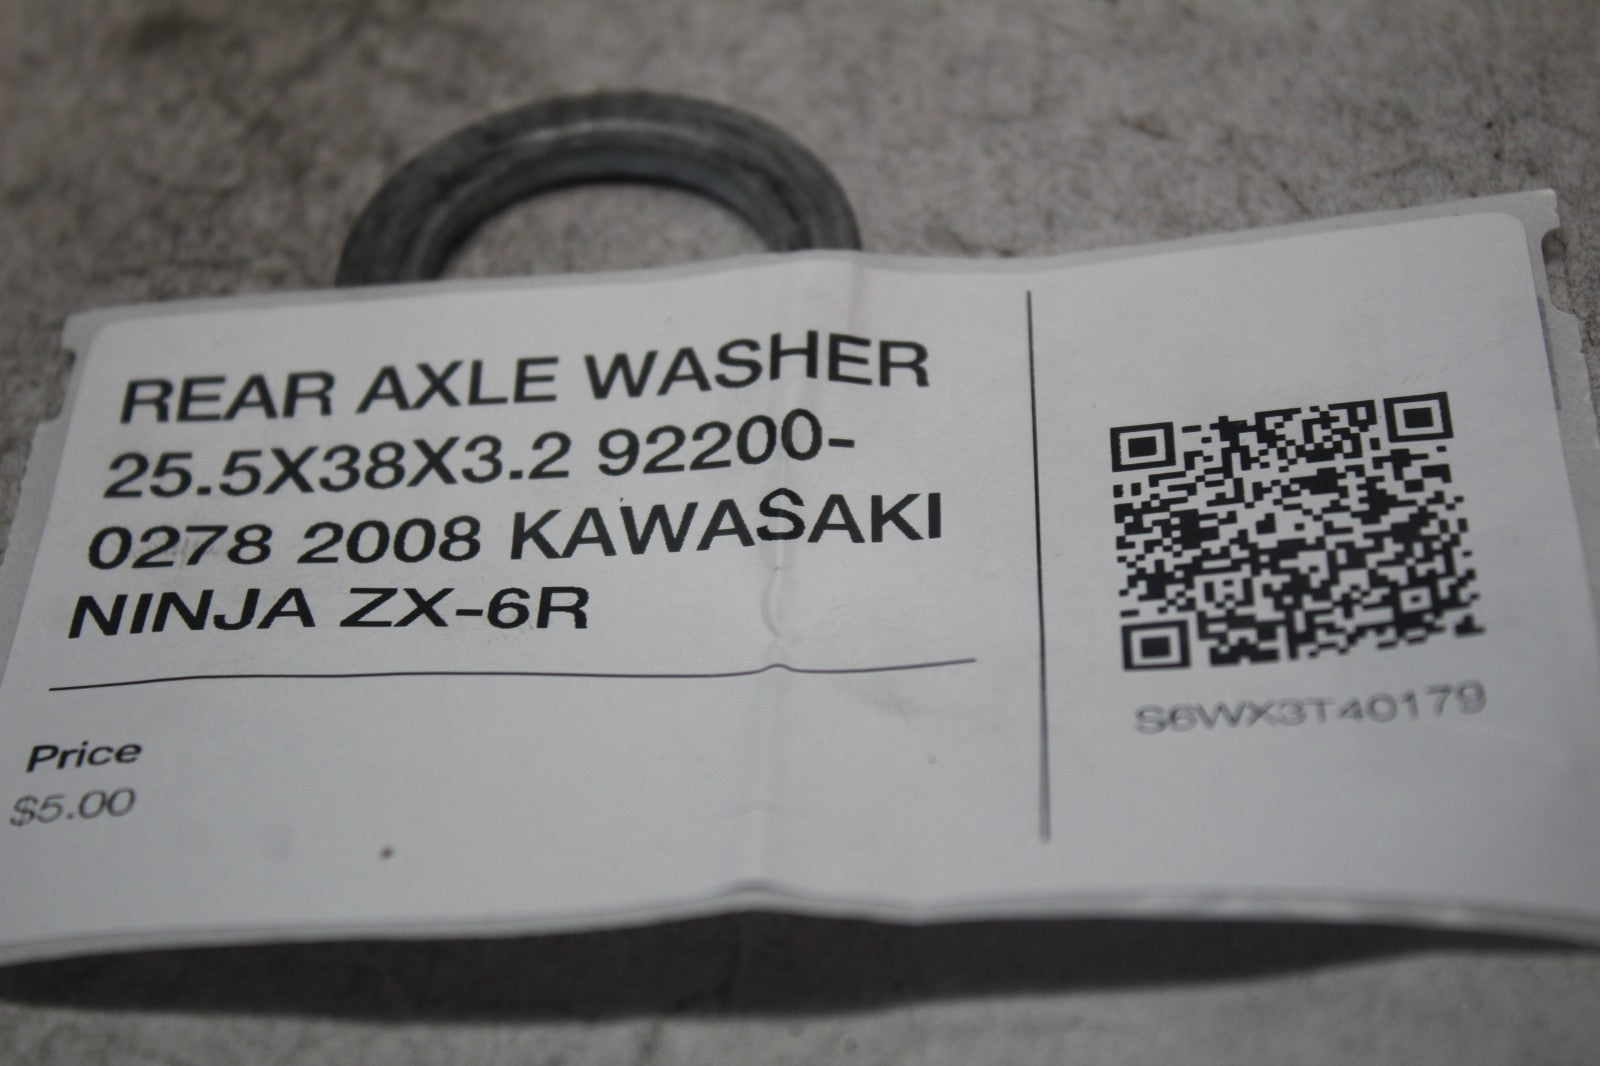 REAR AXLE WASHER
25.5X38X3.2 92200-
0278 2008 KAWASAKI
NINJA ZX-6R
Price
$5.00
S6WX3T40179